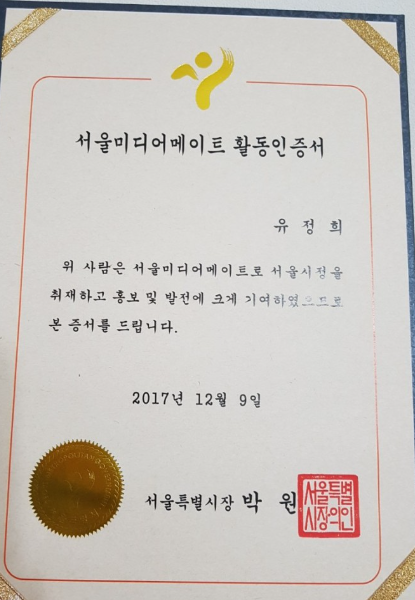 서울미디어메이트 활동인증서
유정희
위 사람은 서울미디어메이트로 서울시정을
취재하고 홍보 및 발전에 크게 기여하였으므로
본 증서를 드립니다.
2017년 12월 9일
서울특별시장 박 원
서울특별
시장의인